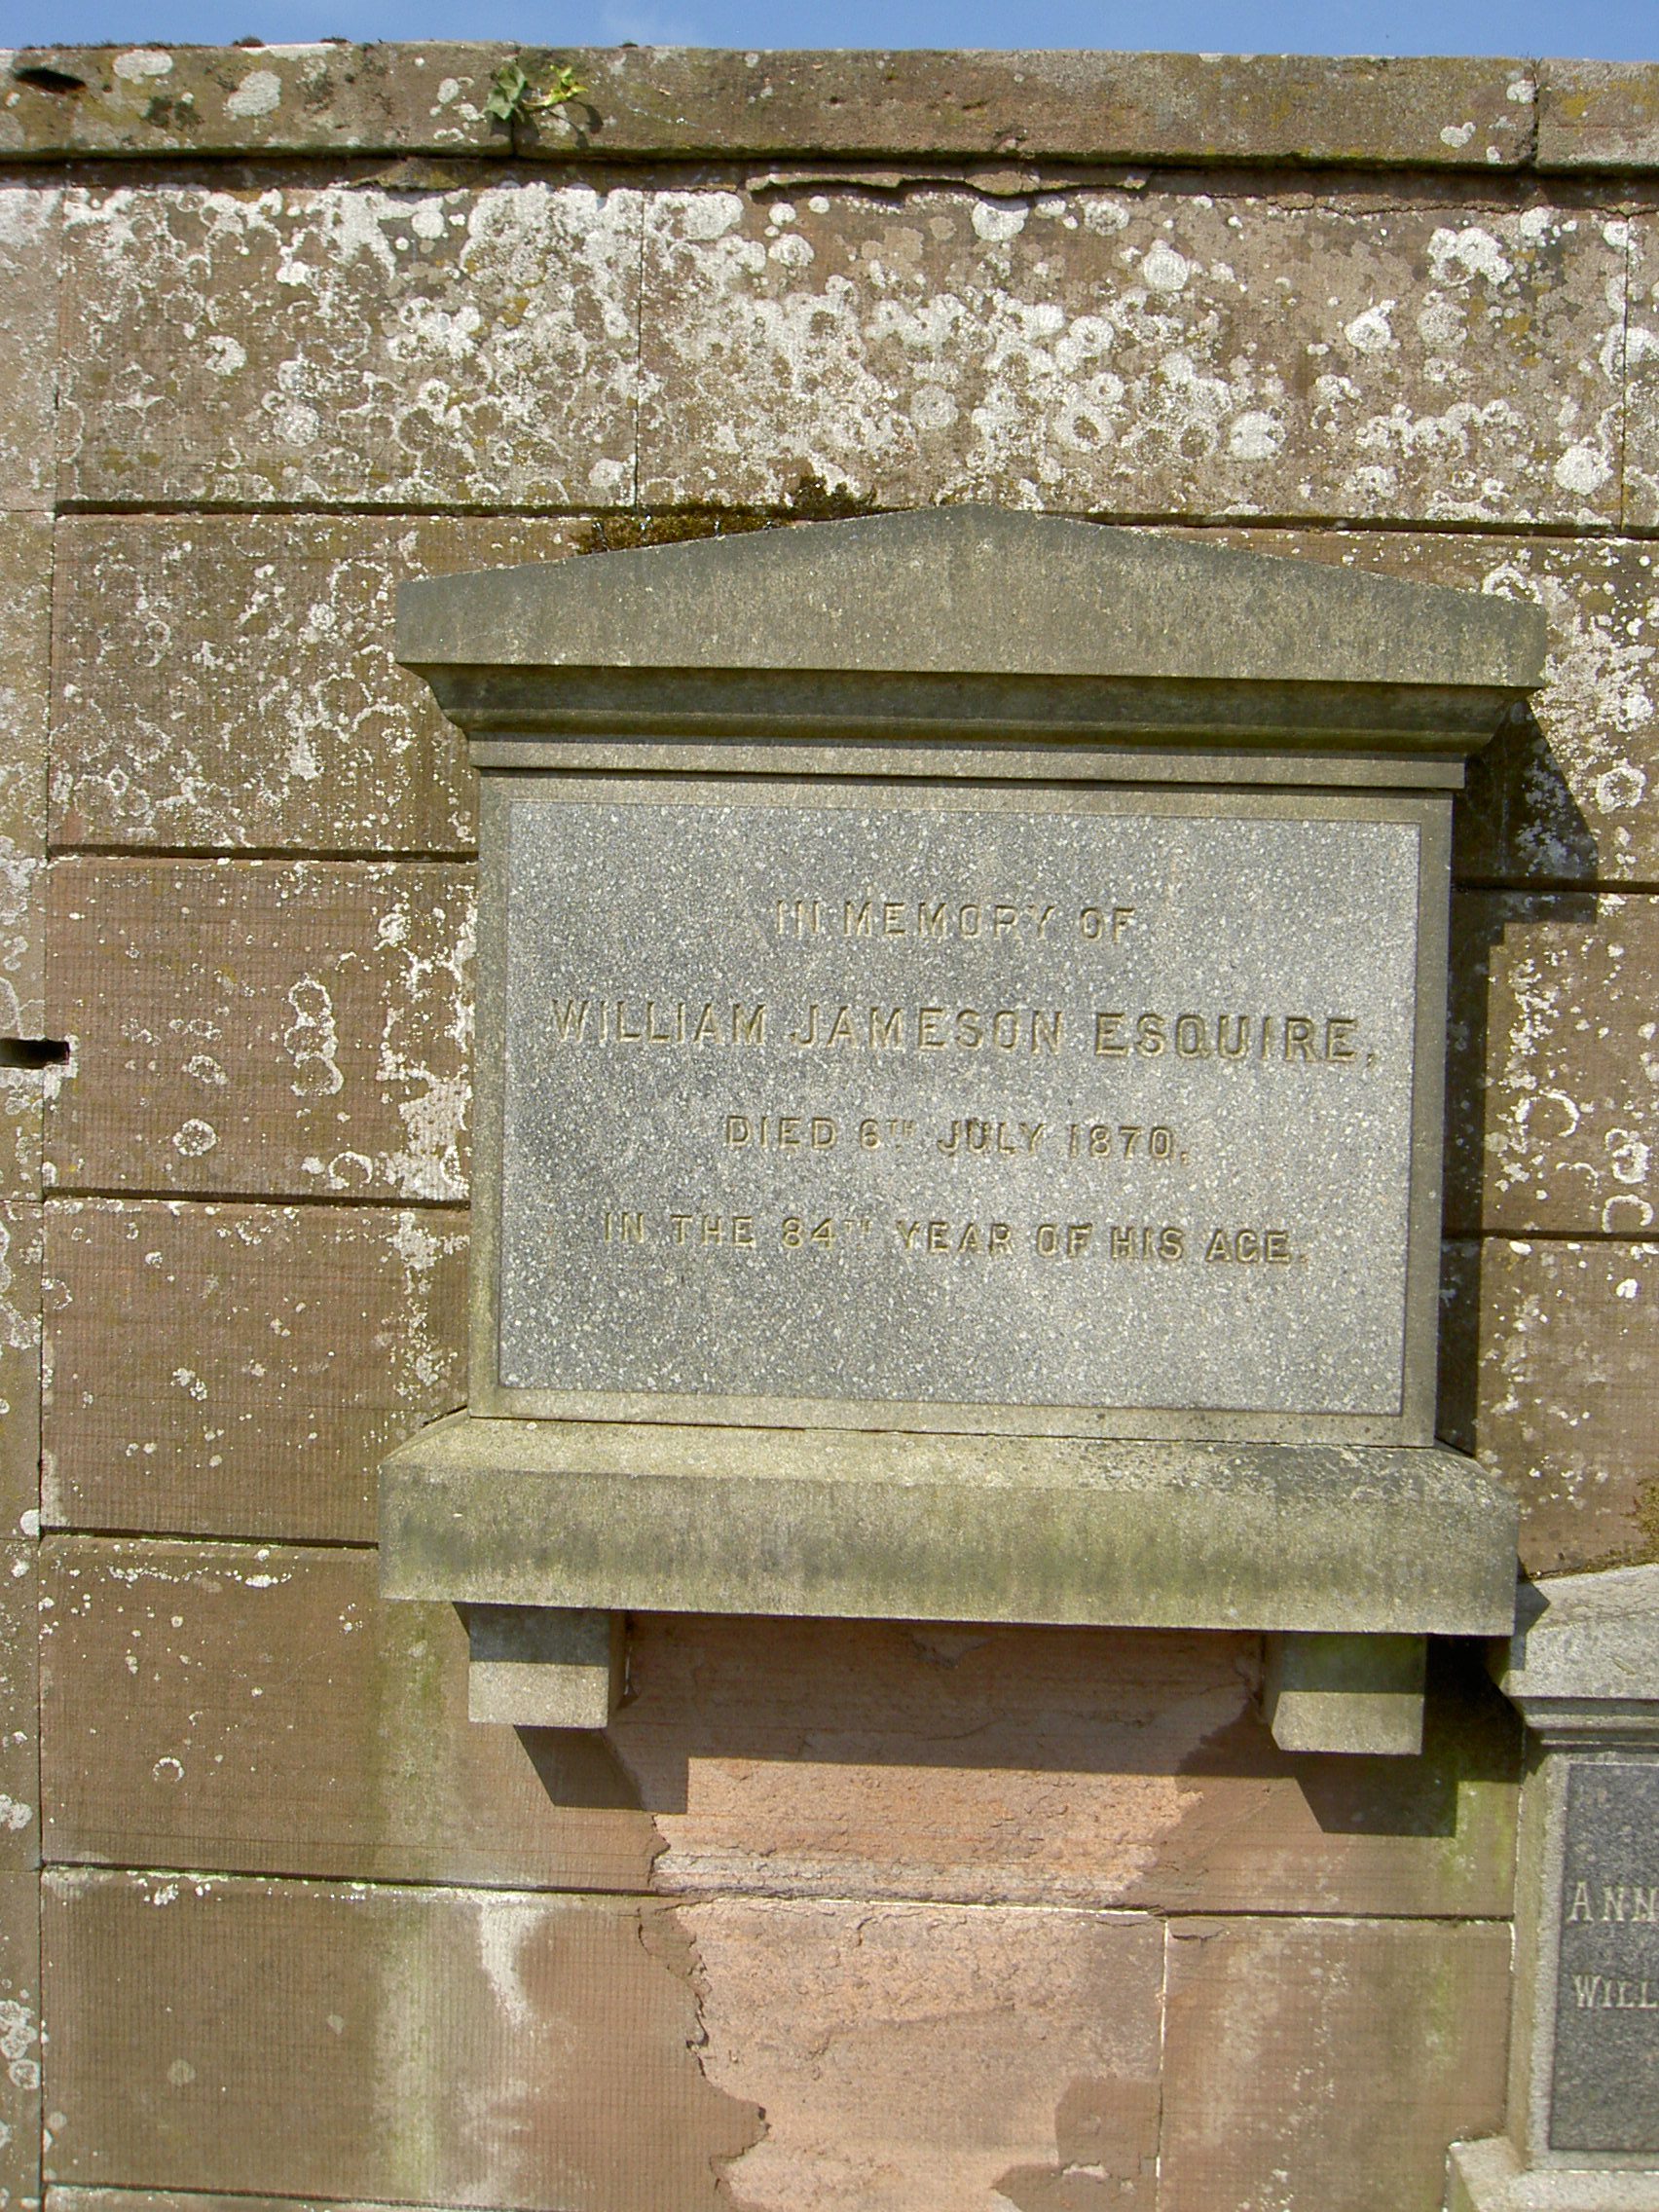 IN MEMORY OF
WILLIAM JAMESON ESQUIRE,
DIED 6TH JULY 1870.
IN THE 84TH YEAR OF HIS AGE.
ANN
WILL